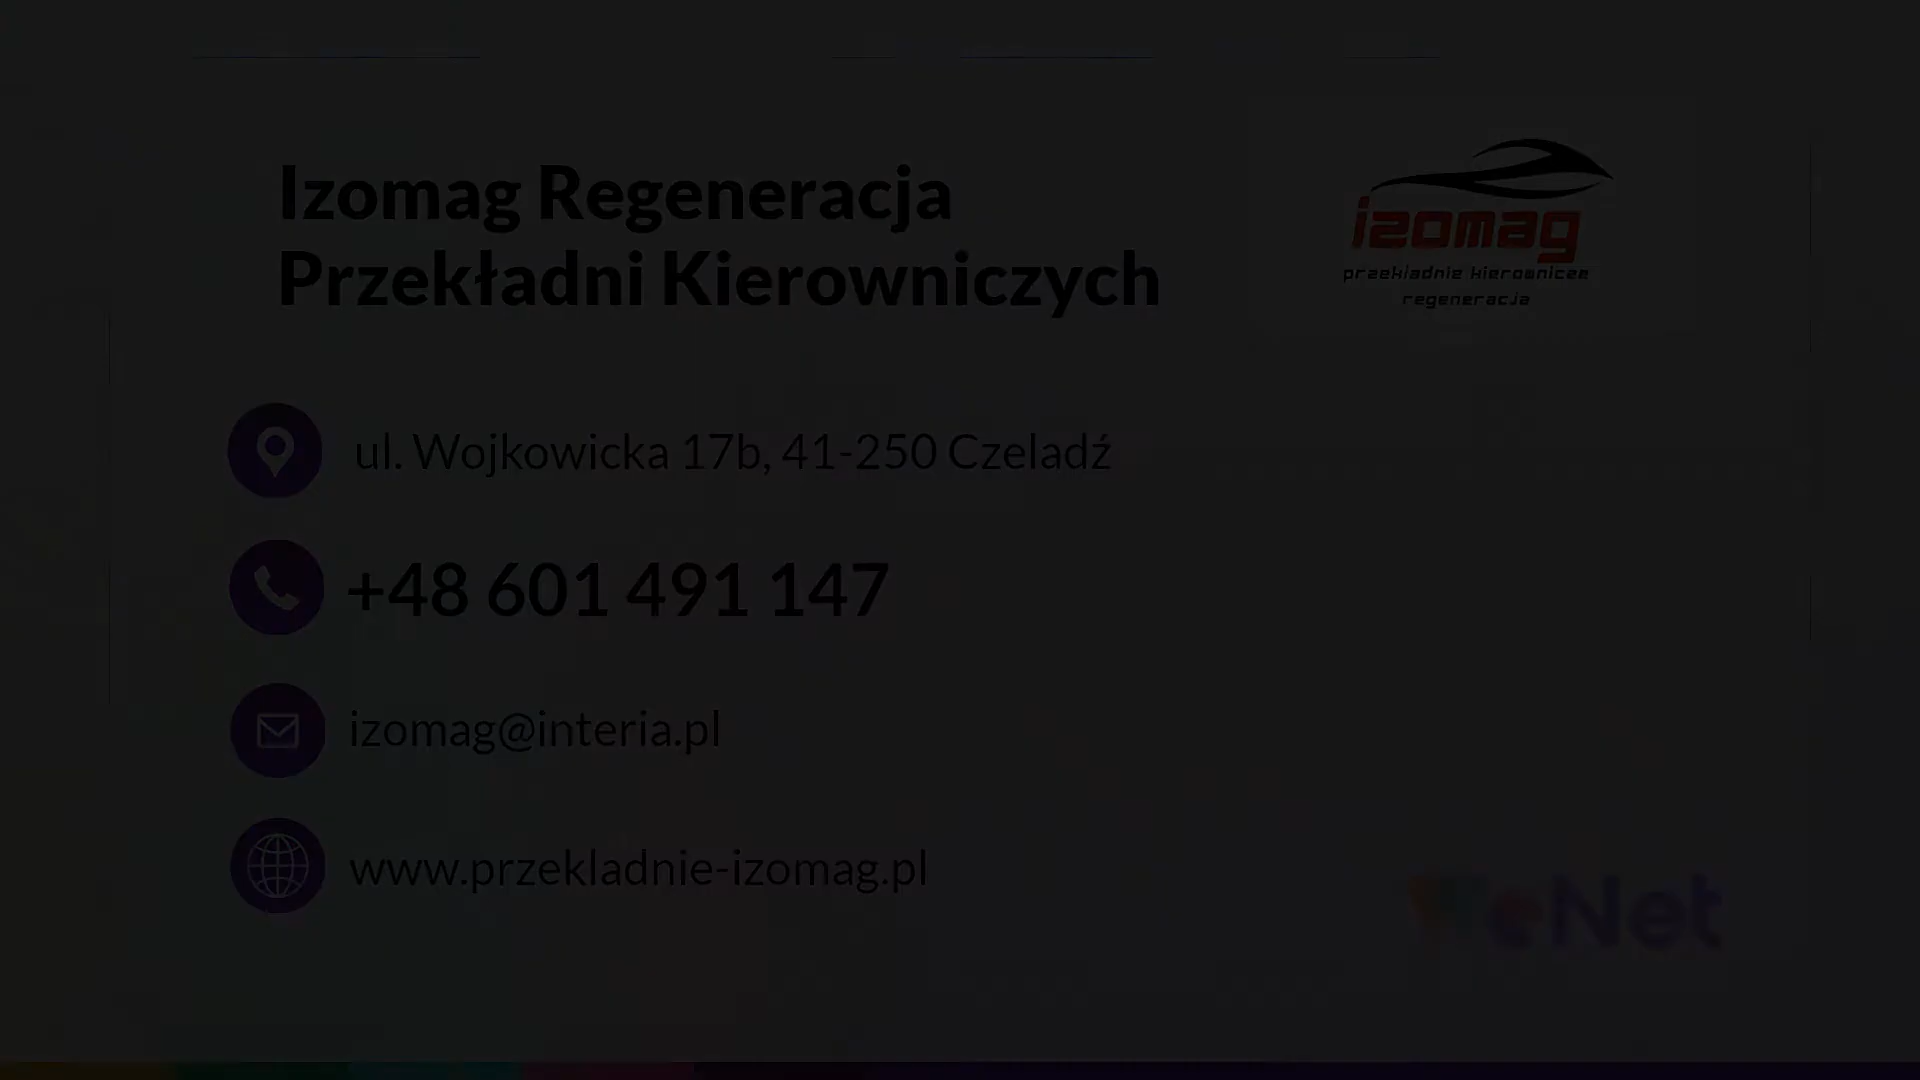 Izomag Regeneracja
Przekładni Kierowniczych
izomag
przekladnie kierownicze
regeneracja
ul. Wojkowicka 17b, 41-250 Czeladź
+48 601 491 147
izomag@interia.pl
www.przekladnie-izomag.pl
WeNet